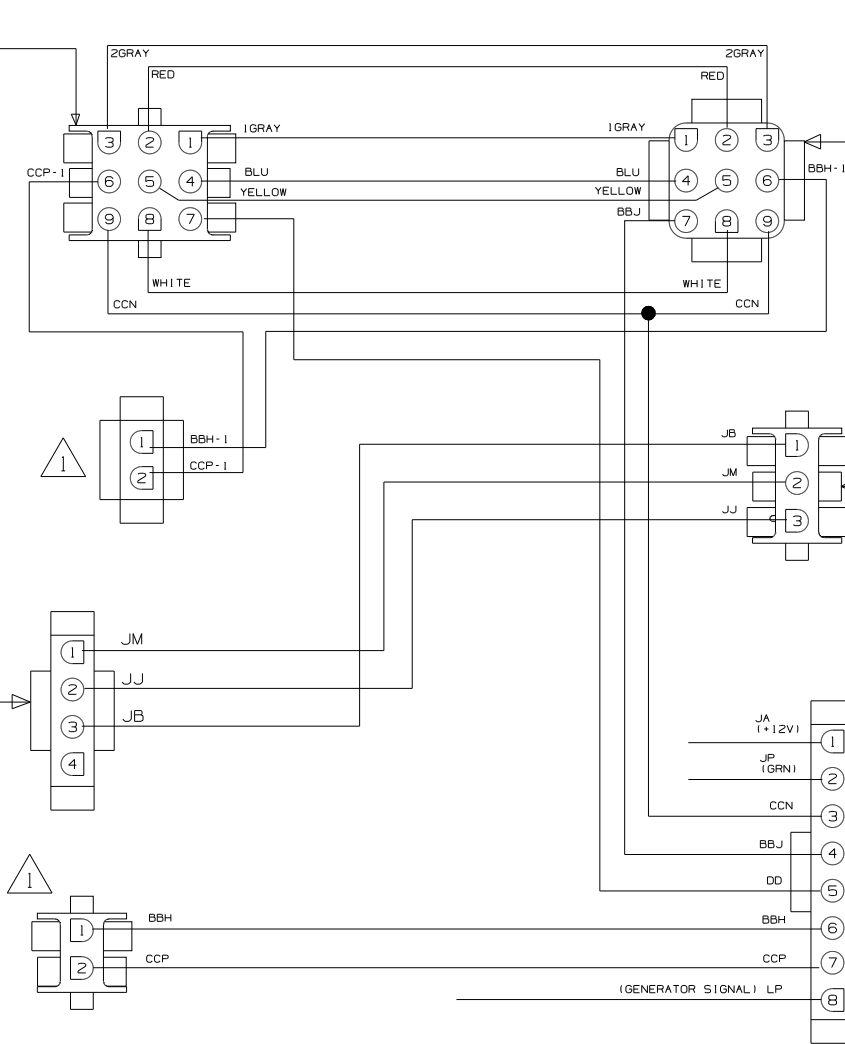 2GRAY 2GRAY
RED RED
1GRAY 1GRAY
3 2 1 1 2 3
CCP-1 BLU BLU BBH-1
6 5 4 4 5 6
YELLOW YELLOW
BBJ
9 8 7 7 8 9
WHITE WHITE
CCN CCN
1 BBH-1
1
2 CCP-1
JB 1
JM 2
JJ 3
1 JM
2 JJ
3 JB
4
JA
(+12V) 1
JP
(GRN) 2
CCN 3
BBJ 4
DD 5
1
1 BBH BBH 6
2 CCP CCP 7
(GENERATOR SIGNAL) LP 8